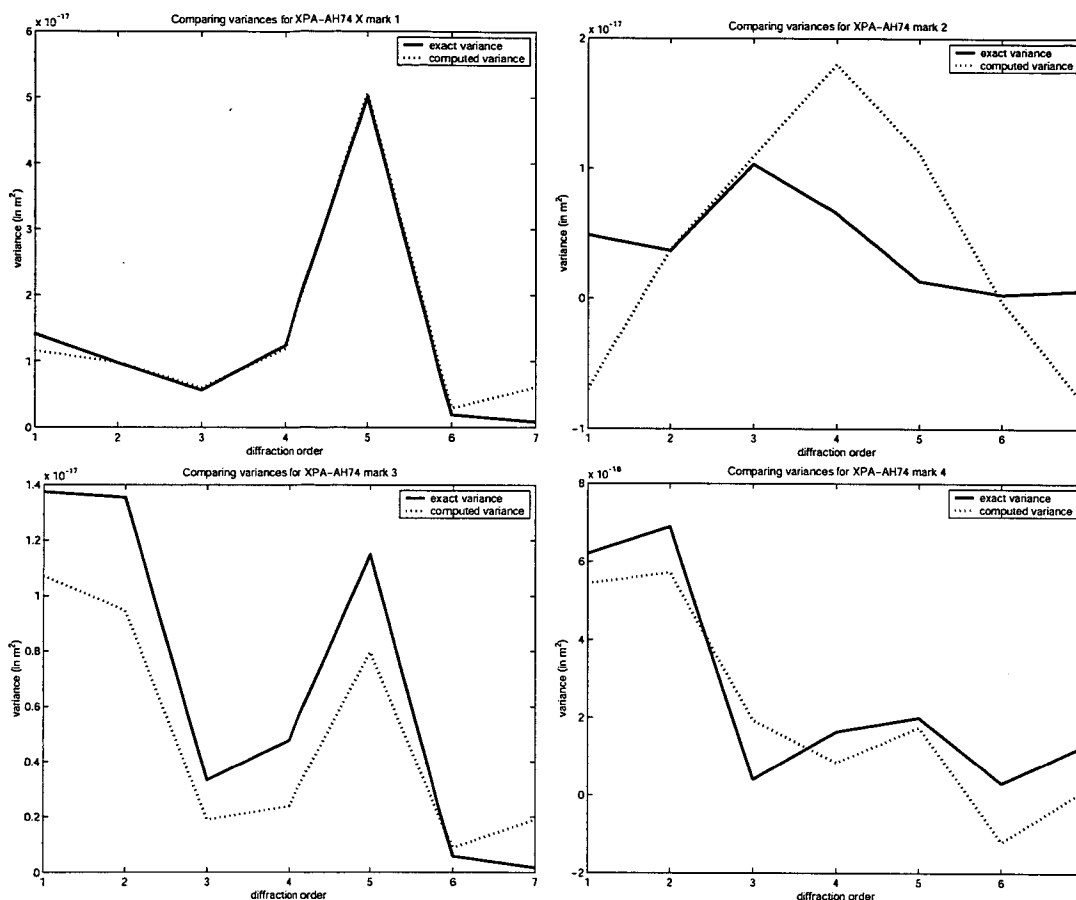 Comparing variances for XPA-AH74 X mark 1
x 10⁻¹⁷
exact variance
computed variance
variance (in m²)
6
5
4
3
2
1
0
1 2 3 4 5 6 7
diffraction order
Comparing variances for XPA-AH74 mark 2
x 10⁻¹⁷
exact variance
computed variance
variance (in m²)
2
1
0
-1
1 2 3 4 5 6
diffraction order
Comparing variances for XPA-AH74 mark 3
x 10⁻¹⁷
exact variance
computed variance
variance (in m²)
1.4
1.2
1
0.8
0.6
0.4
0.2
0
1 2 3 4 5 6 7
diffraction order
Comparing variances for XPA-AH74 mark 4
exact variance
computed variance
variance (in m²)
8
6
4
2
0
-2
1 2 3 4 5 6
diffraction order